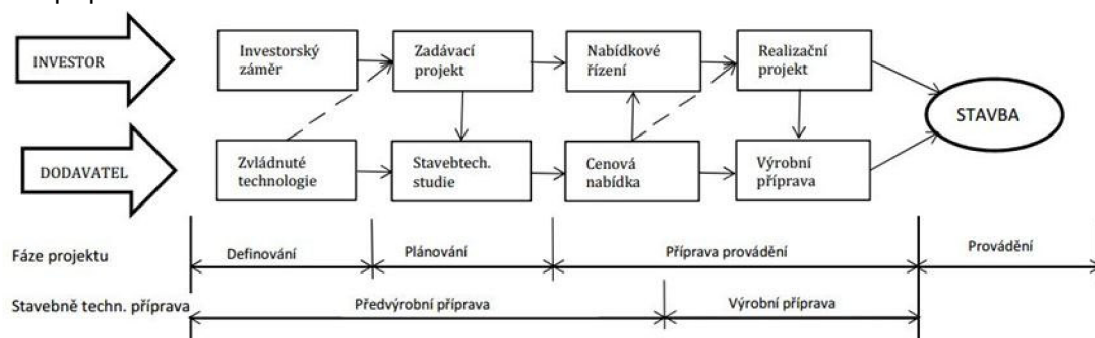 INVESTOR
Investorský
záměr
Zadávací
projekt
Nabídkové
řízení
Realizační
projekt
STAVBA
DODAVATEL
Zvládnuté
technologie
Stavebtech.
studie
Cenová
nabídka
Výrobní
příprava
Fáze projektu
Definování
Plánování
Příprava provádění
Provádění
Stavebně techn. příprava
Předvýrobní příprava
Výrobní příprava